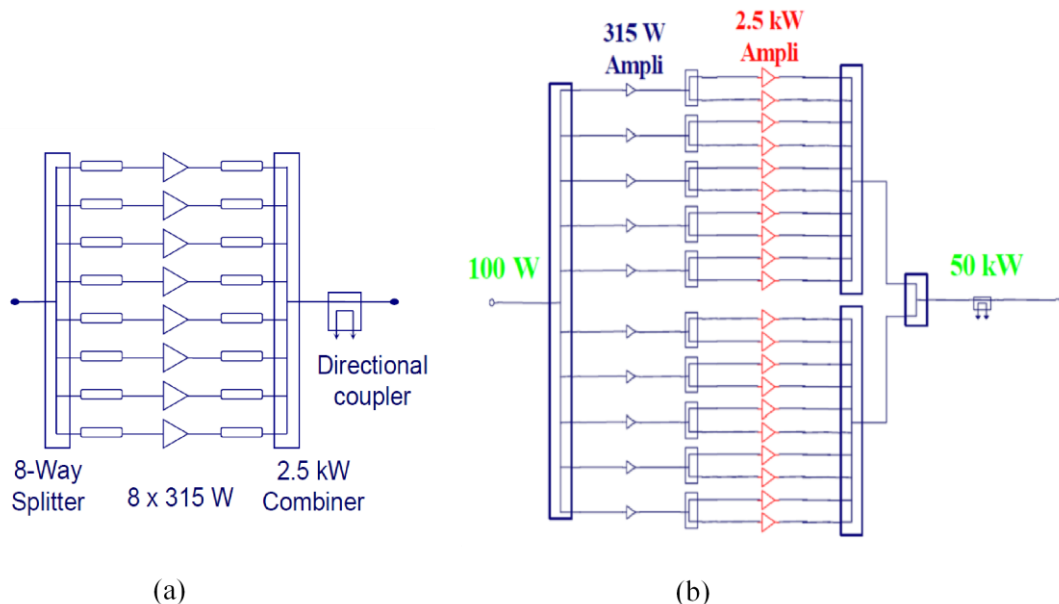 8-Way
Splitter
8 x 315 W
2.5 kW
Combiner
Directional
coupler
(a)
315 W
Ampli
2.5 kW
Ampli
100 W
50 kW
(b)